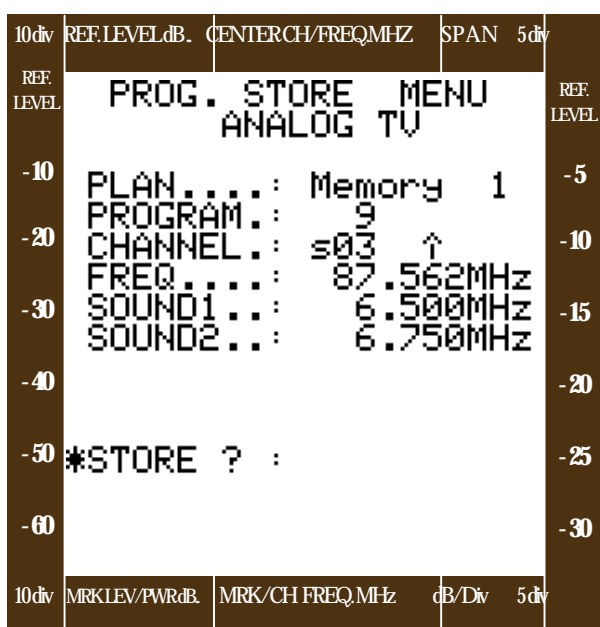 10div REF.LEVELdB. CENTER CH/FREQ.MHZ SPAN 5div
REF. LEVEL
REF. LEVEL
PROG. STORE MENU
ANALOG TV
-10
-5
PLAN....: Memory 1
PROGRAM.: 9
-20
-10
CHANNEL.: s03 ↑
FREQ....: 87.562MHz
-30
-15
SOUND1..: 6.500MHz
SOUND2..: 6.750MHz
-40
-20
-50
-25
*STORE ? :
-60
-30
10div MRK LEV/PWR dB. MRK/CH FREQ.MHz dB/Div 5div